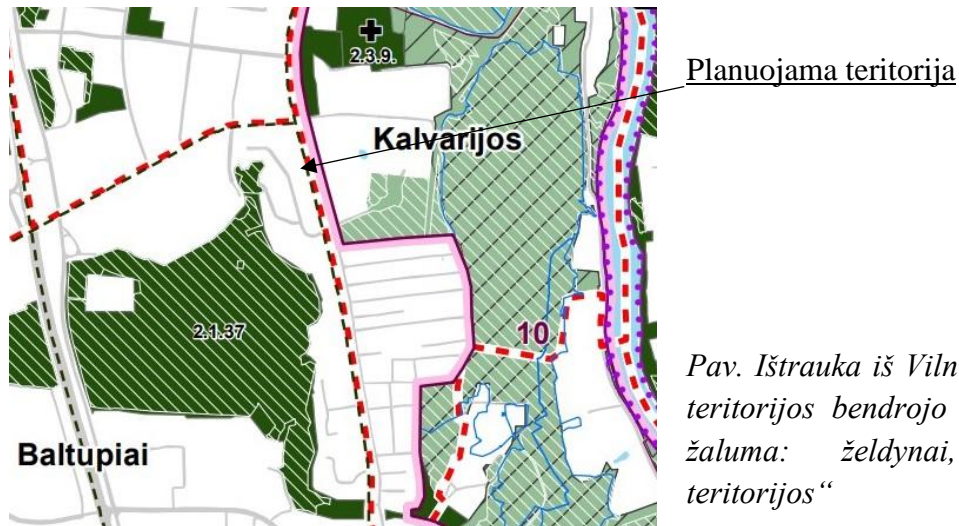 2.3.9.
Kalvarijos
2.1.37
10
Baltupiai
Planuojama teritorija
Pav. Ištrauka iš Viln
teritorijos bendrojo
žaluma: želdynai,
teritorijos“